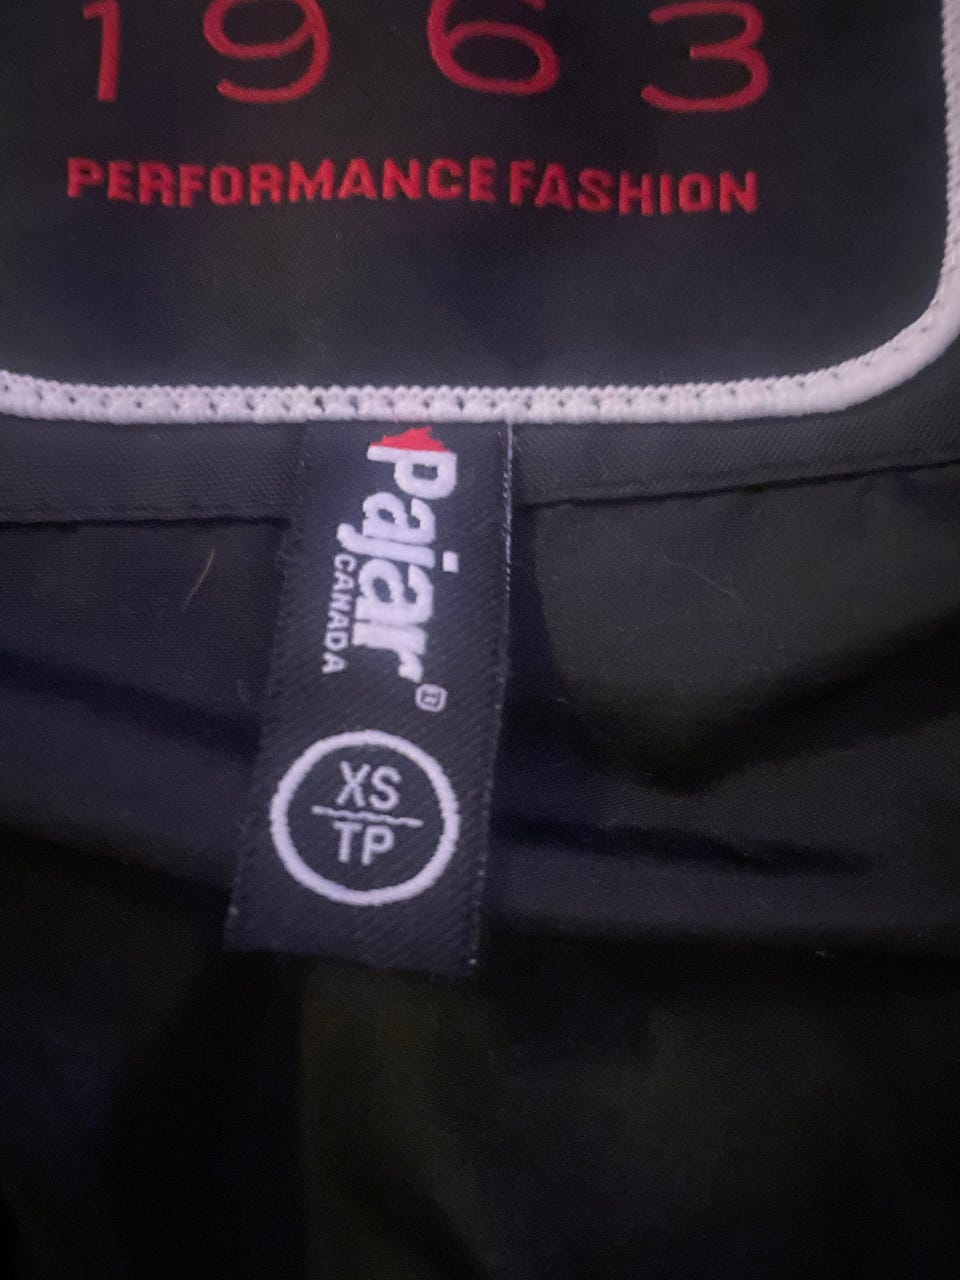 1963
PERFORMANCE FASHION
Pajar®
CANADA
XS
TP